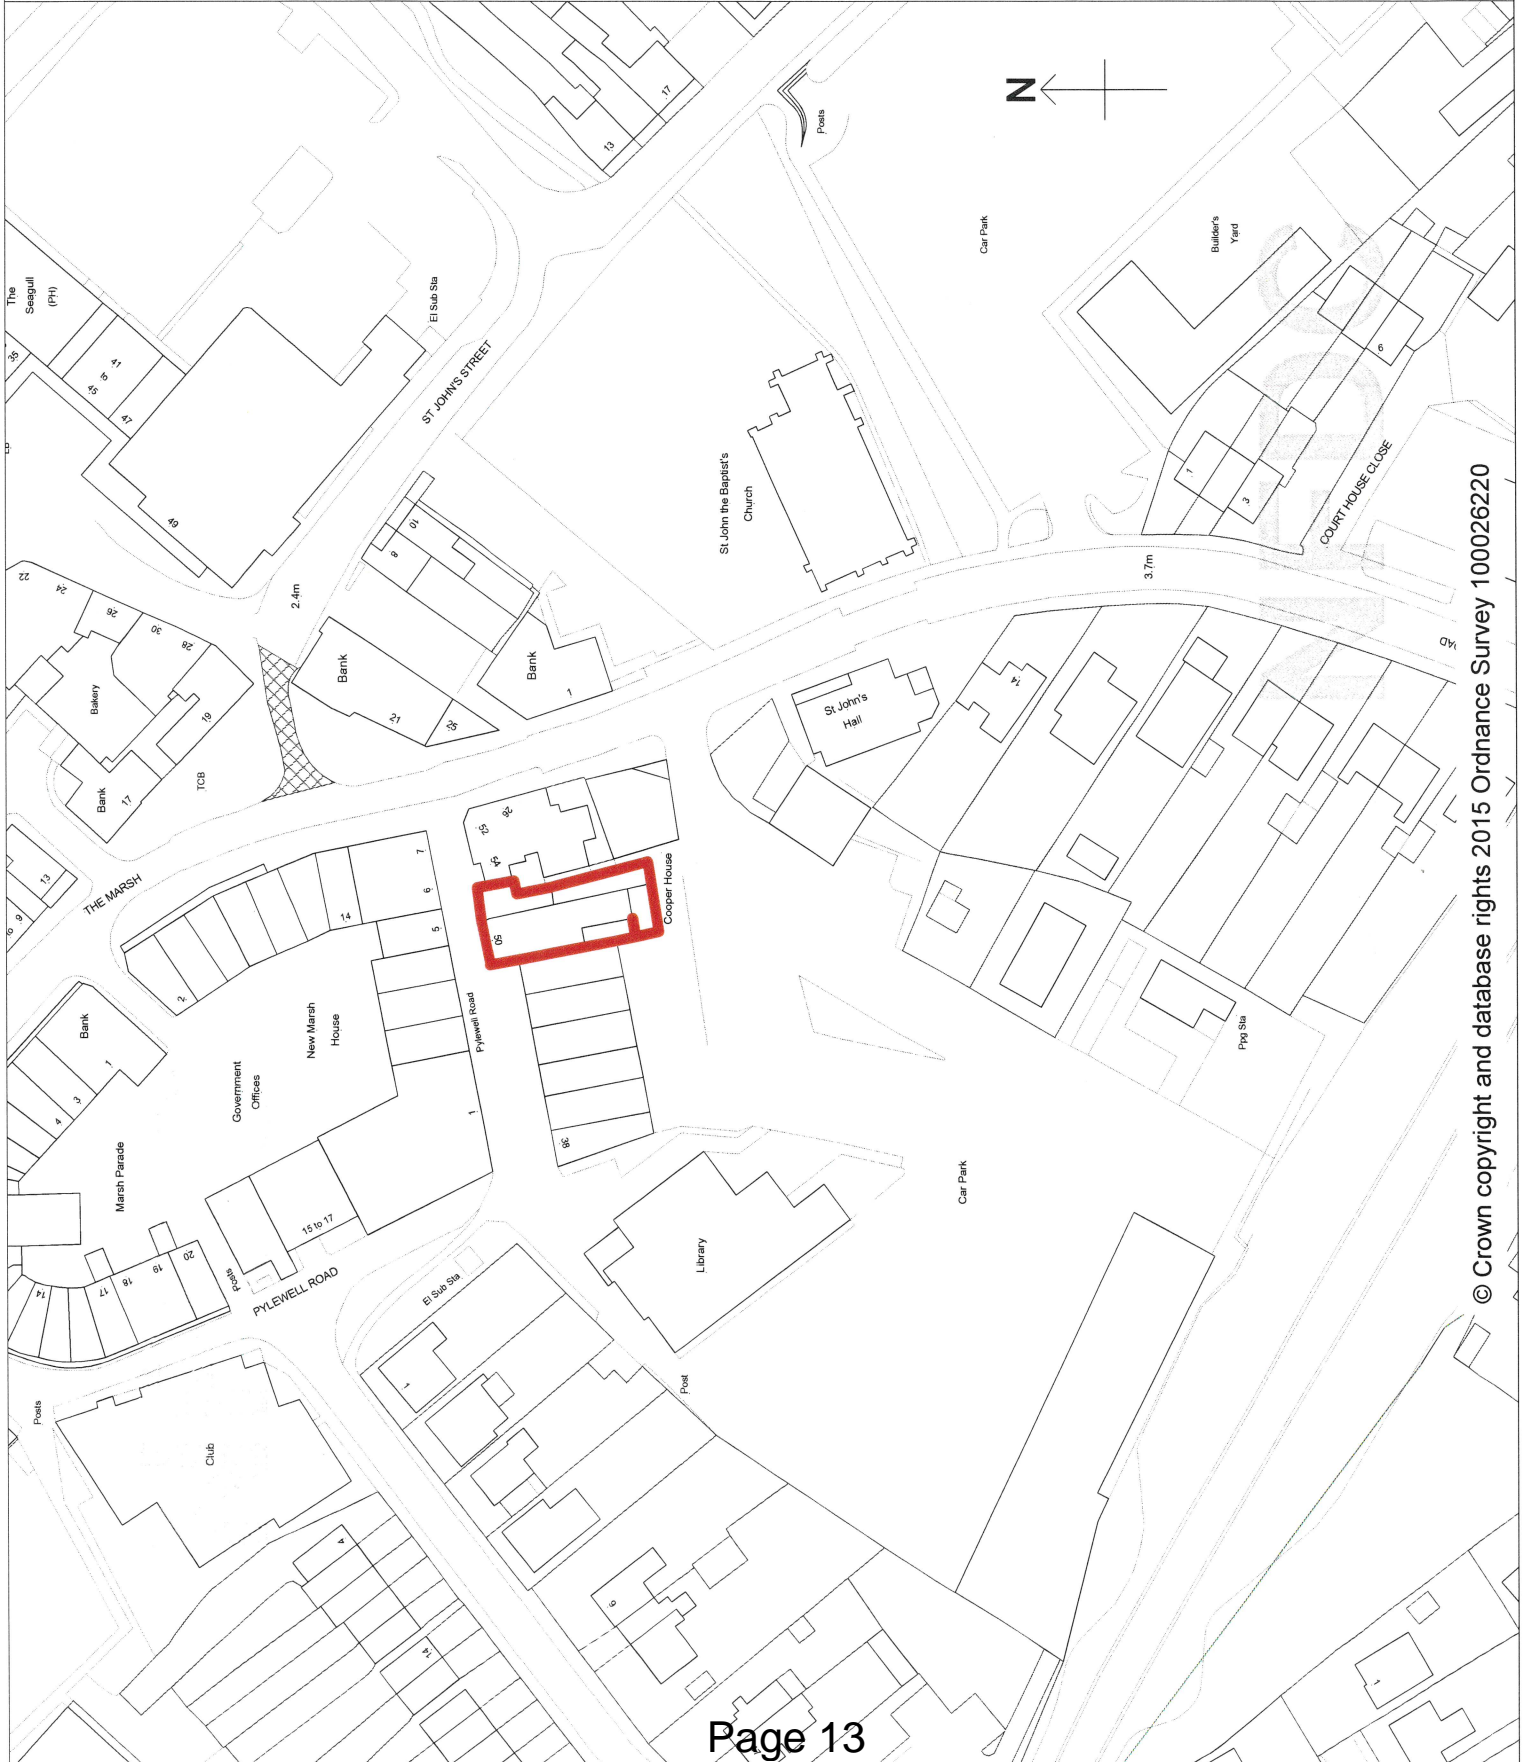 The
Seagull
(PH)
35
41
to
45
47
49
El Sub Sta
ST JOHN'S STREET
13
17
Posts
N
Car Park
Builder's
Yard
22
24
26
30
28
Bakery
19
Bank
17
TCB
2.4m
8
10
Bank
21
25
Bank
1
St John the Baptist's
Church
6
1
3
COURT HOUSE CLOSE
3.7m
13
9
THE MARSH
7
6
5
14
2
52
54
26
50
Cooper House
St John's
Hall
14
Bank
1
3
4
New Marsh
House
Government
Offices
Marsh Parade
Pylewell Road
1
38
Ppg Sta
Car Park
Library
15 to 17
Posts
PYLEWELL ROAD
El Sub Sta
14
17
18
19
20
Posts
Club
1
Post
9
4
14
1
© Crown copyright and database rights 2015 Ordnance Survey 100026220
Page 13